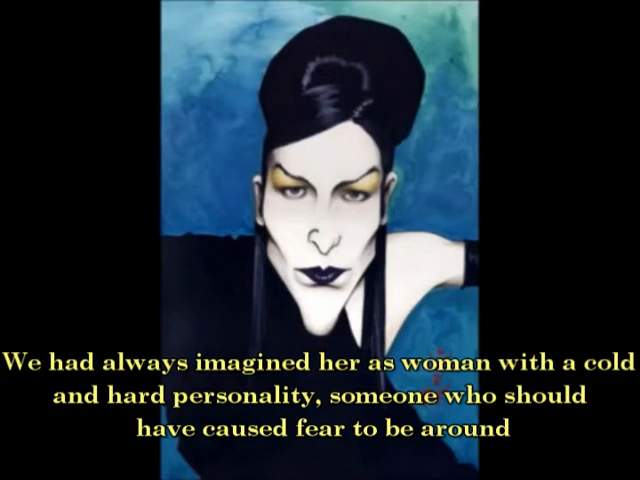 We had always imagined her as woman with a cold
and hard personality, someone who should
have caused fear to be around